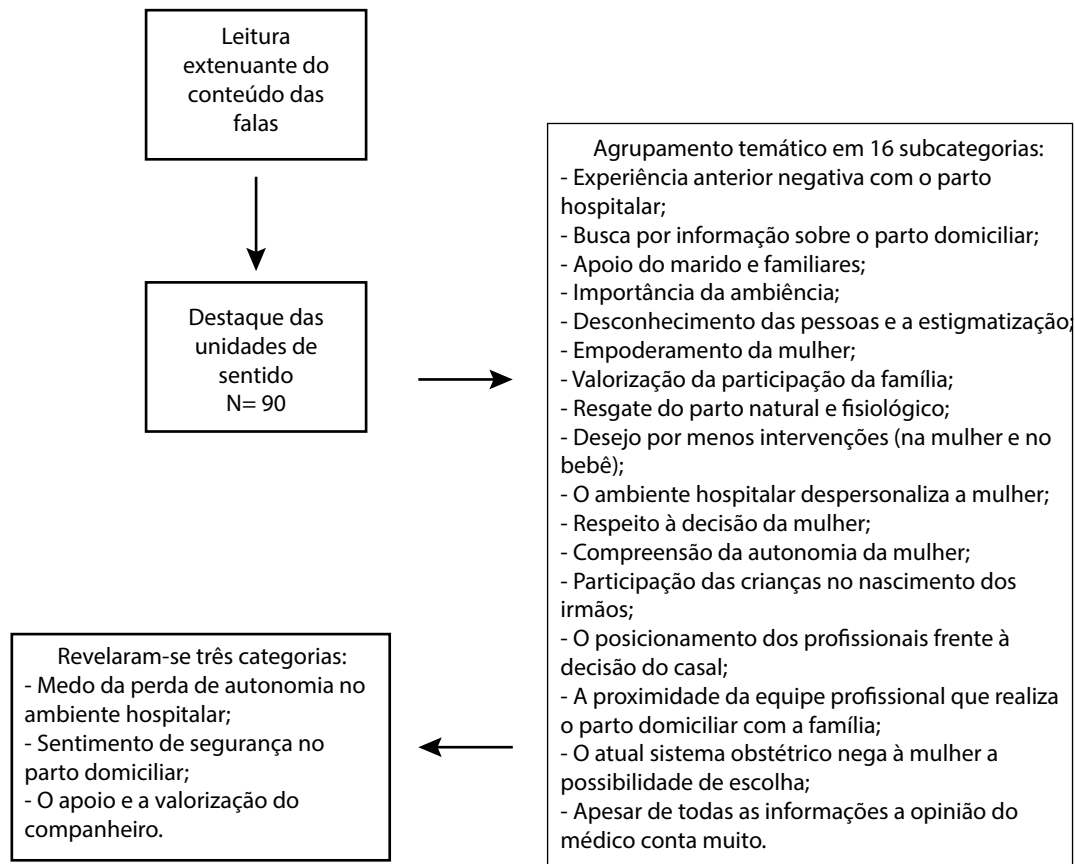 Leitura
extenuante do
conteúdo das
falas
Destaque das
unidades de
sentido
N= 90
Agrupamento temático em 16 subcategorias:
- Experiência anterior negativa com o parto
hospitalar;
- Busca por informação sobre o parto domiciliar;
- Apoio do marido e familiares;
- Importância da ambiência;
- Desconhecimento das pessoas e a estigmatização;
- Empoderamento da mulher;
- Valorização da participação da família;
- Resgate do parto natural e fisiológico;
- Desejo por menos intervenções (na mulher e no
bebê);
- O ambiente hospitalar despersonaliza a mulher;
- Respeito à decisão da mulher;
- Compreensão da autonomia da mulher;
- Participação das crianças no nascimento dos
irmãos;
- O posicionamento dos profissionais frente à
decisão do casal;
- A proximidade da equipe profissional que realiza
o parto domiciliar com a família;
- O atual sistema obstétrico nega à mulher a
possibilidade de escolha;
- Apesar de todas as informações a opinião do
médico conta muito.
Revelaram-se três categorias:
- Medo da perda de autonomia no
ambiente hospitalar;
- Sentimento de segurança no
parto domiciliar;
- O apoio e a valorização do
companheiro.